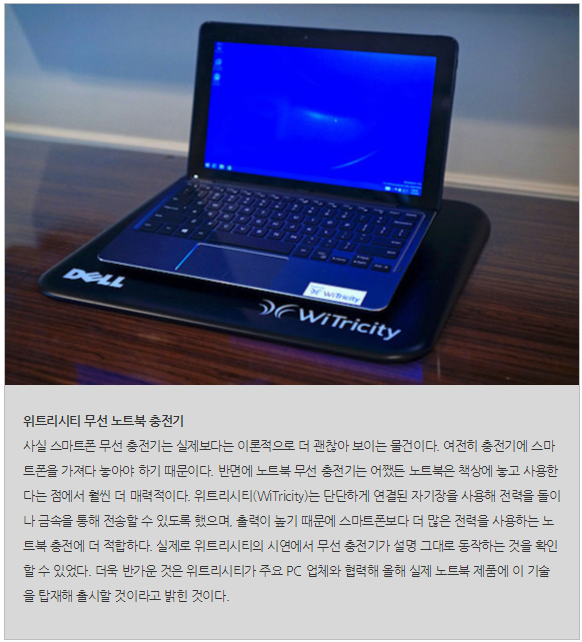 WiTricity
DELL
WiTricity
위트리시티 무선 노트북 충전기
사실 스마트폰 무선 충전기는 실제보다는 이론적으로 더 괜찮아 보이는 물건이다. 여전히 충전기에 스마
트폰을 가져다 놓아야 하기 때문이다. 반면에 노트북 무선 충전기는 어쨌든 노트북은 책상에 놓고 사용한
다는 점에서 훨씬 더 매력적이다. 위트리시티(WiTricity)는 단단하게 연결된 자기장을 사용해 전력을 돌이
나 금속을 통해 전송할 수 있도록 했으며, 출력이 높기 때문에 스마트폰보다 더 많은 전력을 사용하는 노
트북 충전에 더 적합하다. 실제로 위트리시티의 시연에서 무선 충전기가 설명 그대로 동작하는 것을 확인
할 수 있었다. 더욱 반가운 것은 위트리시티가 주요 PC 업체와 협력해 올해 실제 노트북 제품에 이 기술
을 탑재해 출시할 것이라고 밝힌 것이다.